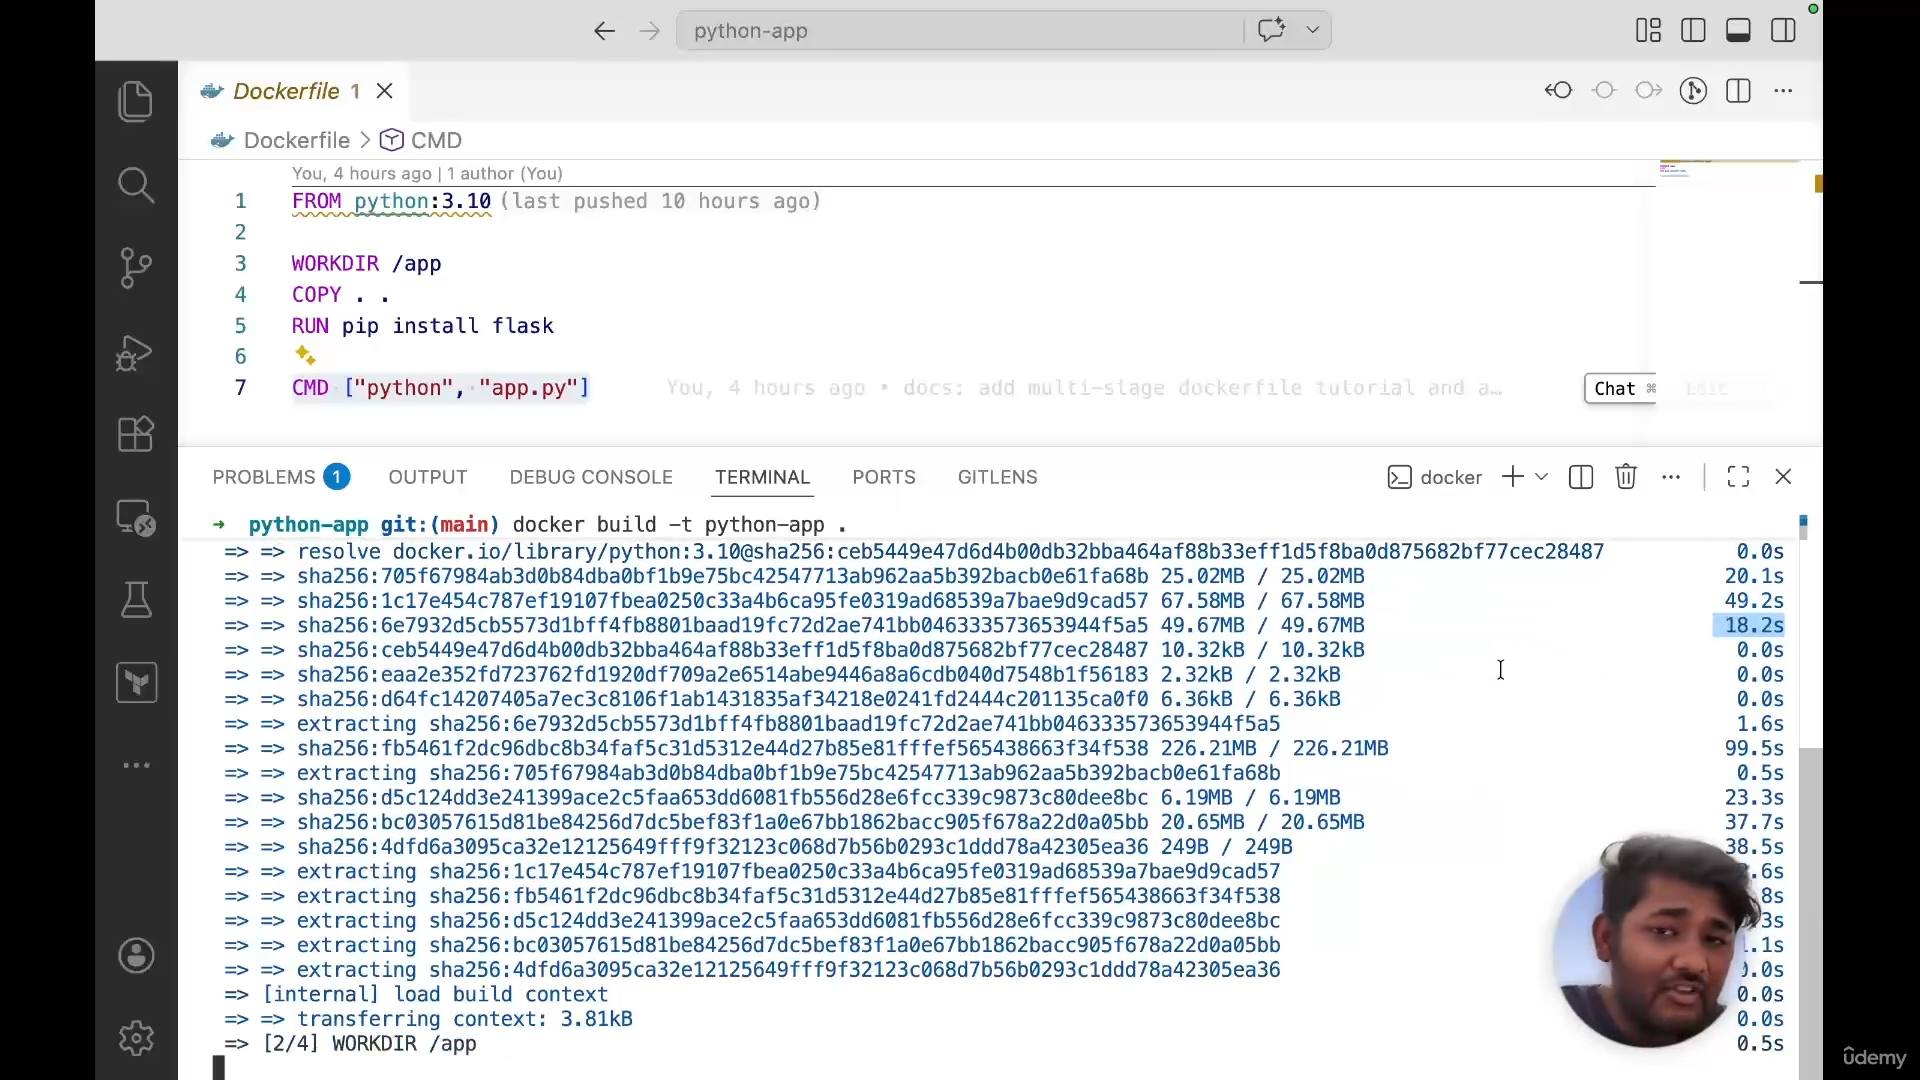 python-app
Dockerfile 1
Dockerfile > CMD
You, 4 hours ago | 1 author (You)
1 FROM python:3.10 (last pushed 10 hours ago)
2
3 WORKDIR /app
4 COPY . .
5 RUN pip install flask
6
7 CMD ["python", "app.py"] You, 4 hours ago • docs: add multi-stage dockerfile tutorial and a… Chat ⌘
PROBLEMS 1 OUTPUT DEBUG CONSOLE TERMINAL PORTS GITLENS docker
→ python-app git:(main) docker build -t python-app .
=> => resolve docker.io/library/python:3.10@sha256:ceb5449e47d6d4b00db32bba464af88b33eff1d5f8ba0d875682bf77cec28487 0.0s
=> => sha256:705f67984ab3d0b84dba0bf1b9e75bc42547713ab962aa5b392bacb0e61fa68b 25.02MB / 25.02MB 20.1s
=> => sha256:1c17e454c787ef19107fbea0250c33a4b6ca95fe0319ad68539a7bae9d9cad57 67.58MB / 67.58MB 49.2s
=> => sha256:6e7932d5cb5573d1bff4fb8801baad19fc72d2ae741bb046333573653944f5a5 49.67MB / 49.67MB 18.2s
=> => sha256:ceb5449e47d6d4b00db32bba464af88b33eff1d5f8ba0d875682bf77cec28487 10.32kB / 10.32kB 0.0s
=> => sha256:eaa2e352fd723762fd1920df709a2e6514abe9446a8a6cdb040d7548b1f56183 2.32kB / 2.32kB 0.0s
=> => sha256:d64fc14207405a7ec3c8106f1ab1431835af34218e0241fd2444c201135ca0f0 6.36kB / 6.36kB 0.0s
=> => extracting sha256:6e7932d5cb5573d1bff4fb8801baad19fc72d2ae741bb046333573653944f5a5 1.6s
=> => sha256:fb5461f2dc96dbc8b34faf5c31d5312e44d27b85e81fffef565438663f34f538 226.21MB / 226.21MB 99.5s
=> => extracting sha256:705f67984ab3d0b84dba0bf1b9e75bc42547713ab962aa5b392bacb0e61fa68b 0.5s
=> => sha256:d5c124dd3e241399ace2c5faa653dd6081fb556d28e6fcc339c9873c80dee8bc 6.19MB / 6.19MB 23.3s
=> => sha256:bc03057615d81be84256d7dc5bef83f1a0e67bb1862bacc905f678a22d0a05bb 20.65MB / 20.65MB 37.7s
=> => sha256:4dfd6a3095ca32e12125649fff9f32123c068d7b56b0293c1ddd78a42305ea36 249B / 249B 38.5s
=> => extracting sha256:1c17e454c787ef19107fbea0250c33a4b6ca95fe0319ad68539a7bae9d9cad57 .6s
=> => extracting sha256:fb5461f2dc96dbc8b34faf5c31d5312e44d27b85e81fffef565438663f34f538 8s
=> => extracting sha256:d5c124dd3e241399ace2c5faa653dd6081fb556d28e6fcc339c9873c80dee8bc 3s
=> => extracting sha256:bc03057615d81be84256d7dc5bef83f1a0e67bb1862bacc905f678a22d0a05bb .1s
=> => extracting sha256:4dfd6a3095ca32e12125649fff9f32123c068d7b56b0293c1ddd78a42305ea36 .0s
=> [internal] load build context 0.0s
=> => transferring context: 3.81kB 0.0s
=> [2/4] WORKDIR /app 0.5s
ûdemy